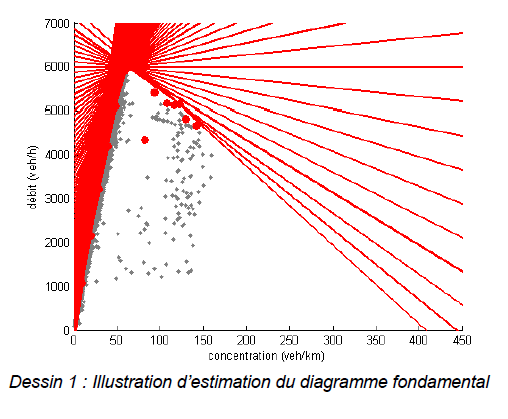 7000
6000
5000
4000
3000
2000
1000
0
débit (veh/h)
0 50 100 150 200 250 300 350 400 450
concentration (veh/km)
Dessin 1 : Illustration d'estimation du diagramme fondamental